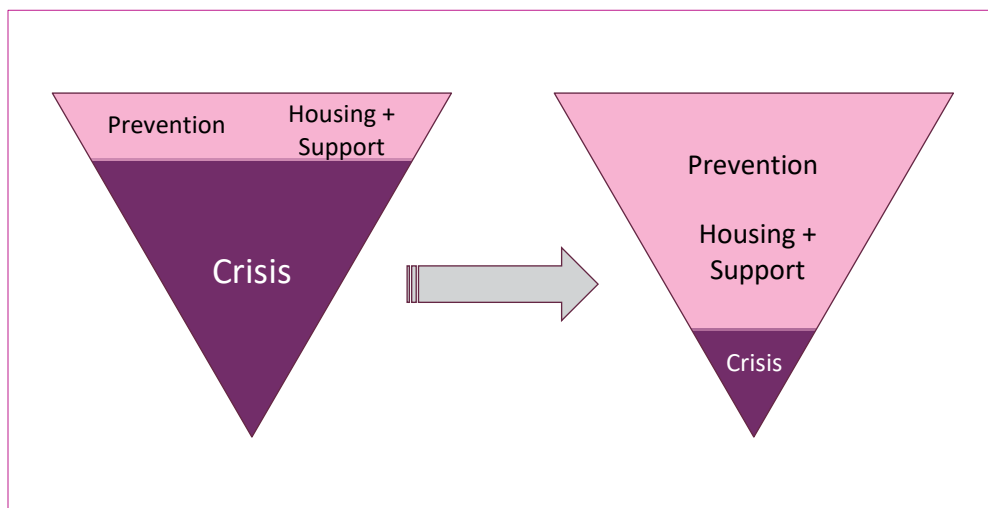 Prevention
Housing +
Support
Crisis
Prevention
Housing +
Support
Crisis